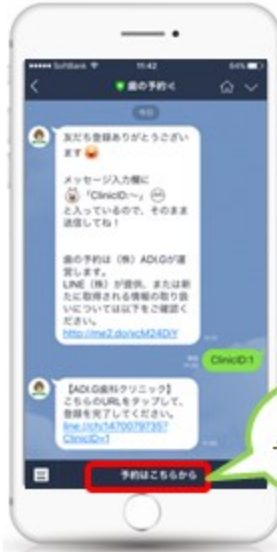 SoftBank
11:42
64%
歯の予約く
今日
友だち登録ありがとうござい
ます
メッセージ入力欄に
「ClinicID:〜」
と入っているので、そのまま
送信してね！
歯の予約は（株）ADI.Gが運
営します。
LINE（株）が提供、または新
たに取得される情報の取り扱
いについては以下をご確認く
ださい。
http://me2.do/xcM24DiY
ClinicID:1
【ADI.G歯科クリニック】
こちらのURLをタップして、
登録を完了してください。
line://ch/1470079735?
ClinicID=1
予約はこちらから